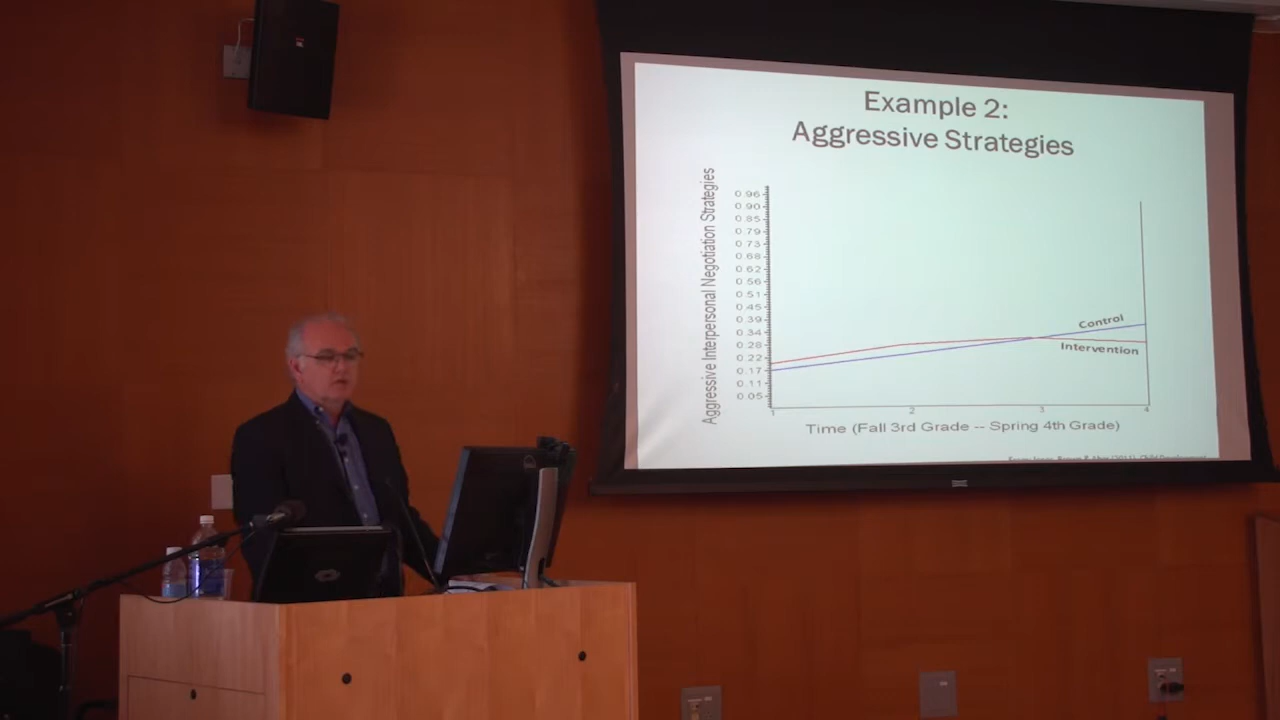 Example 2:
Aggressive Strategies
Aggressive Interpersonal Negotiation Strategies
0.96
0.90
0.85
0.79
0.73
0.68
0.62
0.56
0.51
0.45
0.39
0.34
0.28
0.22
0.17
0.11
0.05
Control
Intervention
1 2 3 4
Time (Fall 3rd Grade -- Spring 4th Grade)